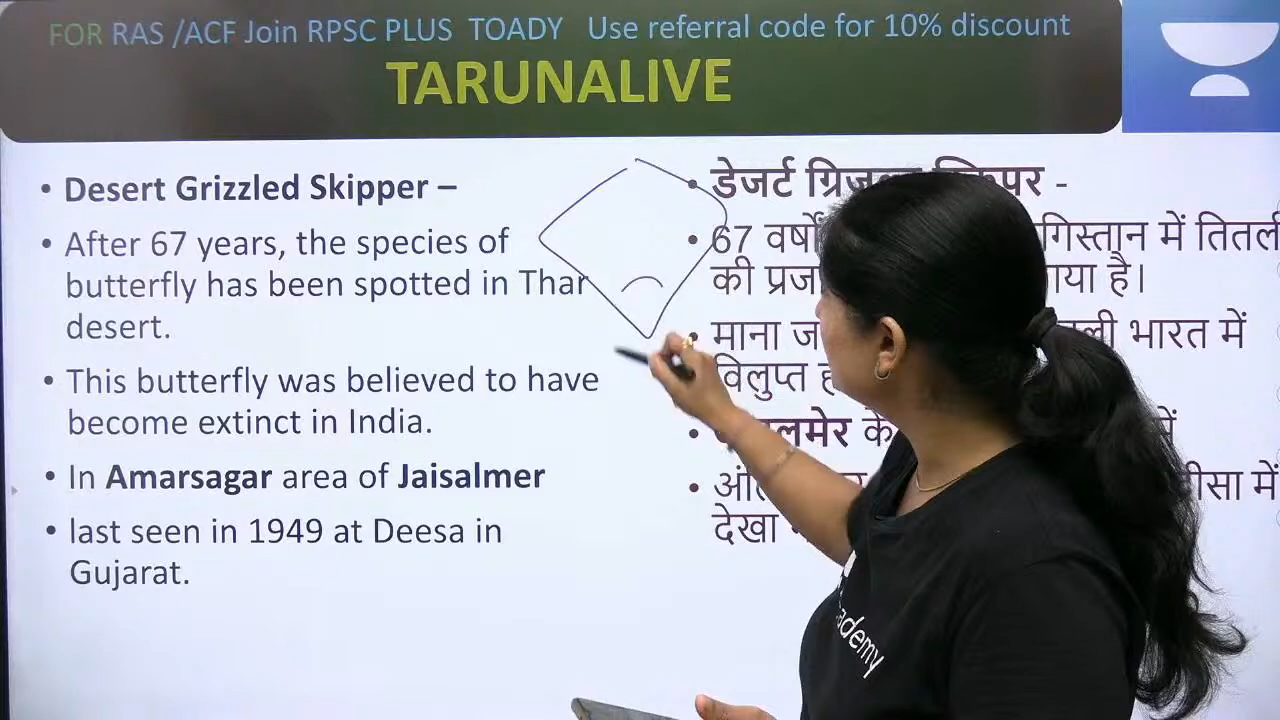 FOR RAS /ACF Join RPSC PLUS TOADY Use referral code for 10% discount
TARUNALIVE
• Desert Grizzled Skipper –
• After 67 years, the species of
butterfly has been spotted in Thar
desert.
• This butterfly was believed to have
become extinct in India.
• In Amarsagar area of Jaisalmer
• last seen in 1949 at Deesa in
Gujarat.
• डेजर्ट -
• 67 वर्षों में तितली
की गया है।
• माना भारत में
विलुप्त
• के में
• में
देखा